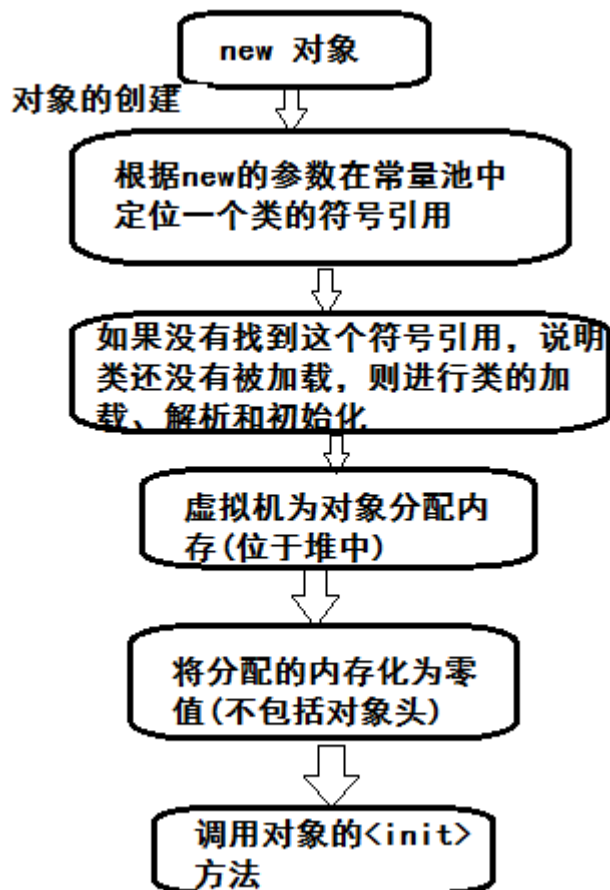 new 对象
对象的创建
根据new的参数在常量池中
定位一个类的符号引用
如果没有找到这个符号引用，说明
类还没有被加载，则进行类的加
载、解析和初始化
虚拟机为对象分配内
存(位于堆中)
将分配的内存化为零
值(不包括对象头)
调用对象的<init>
方法